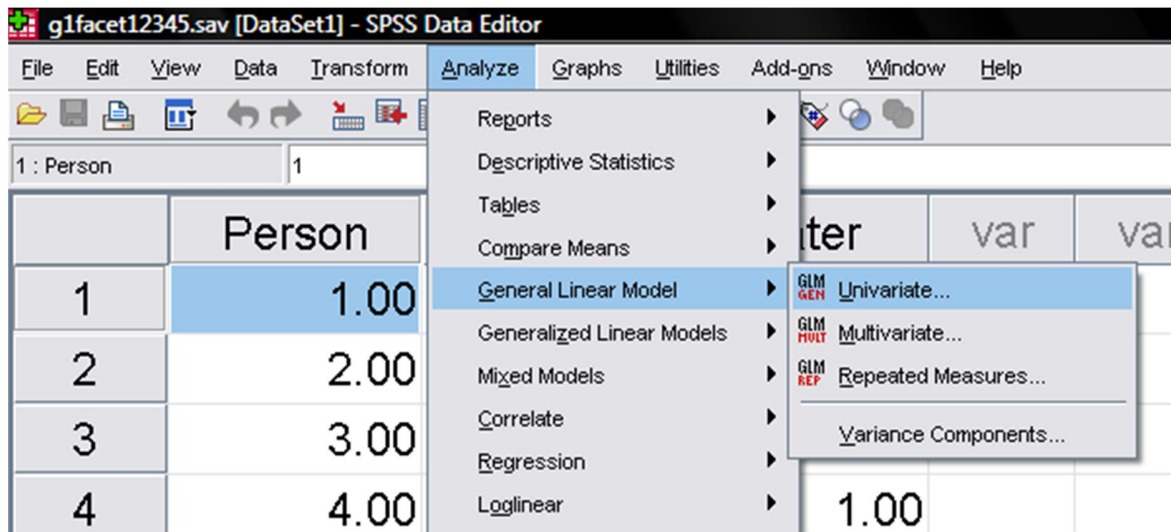 g1facet12345.sav [DataSet1] - SPSS Data Editor
File Edit View Data Transform Analyze Graphs Utilities Add-ons Window Help
1 : Person 1
Reports
Descriptive Statistics
Tables
Compare Means
General Linear Model
Generalized Linear Models
Mixed Models
Correlate
Regression
Loglinear
GLM GEN Univariate...
GLM MULT Multivariate...
GLM REP Repeated Measures...
Variance Components...
Person var
1 1.00
2 2.00
3 3.00
4 4.00 1.00